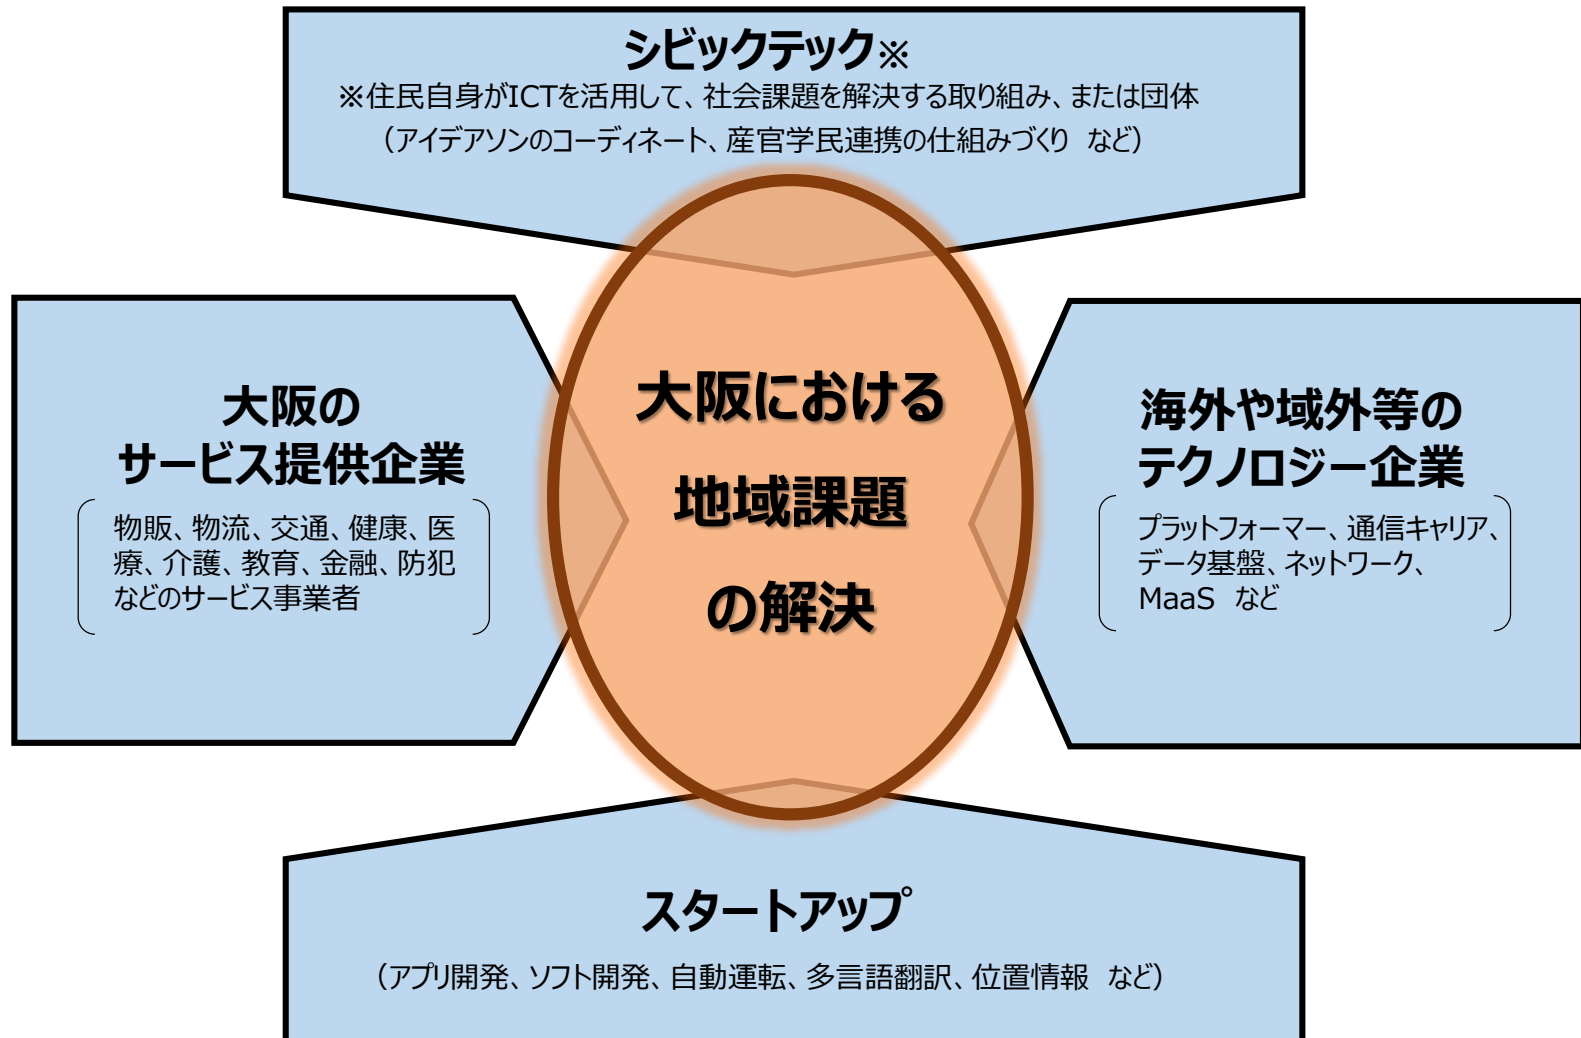 シビックテック※
※住民自身がICTを活用して、社会課題を解決する取り組み、または団体
（アイデアソンのコーディネート、産官学民連携の仕組みづくり　など）
大阪の
サービス提供企業
物販、物流、交通、健康、医
療、介護、教育、金融、防犯
などのサービス事業者
大阪における
地域課題
の解決
海外や域外等の
テクノロジー企業
プラットフォーマー、通信キャリア、
データ基盤、ネットワーク、
MaaS　など
スタートアップ
（アプリ開発、ソフト開発、自動運転、多言語翻訳、位置情報　など）